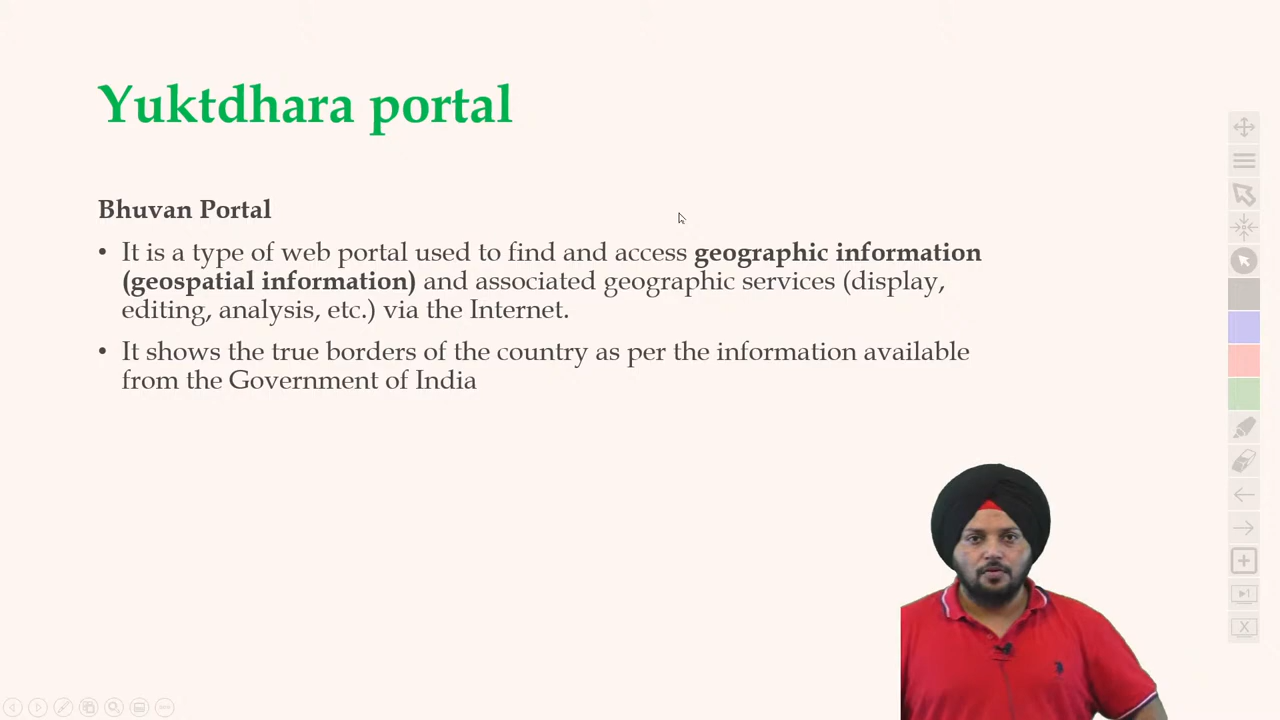 Yuktdhara portal
Bhuvan Portal
• It is a type of web portal used to find and access geographic information
(geospatial information) and associated geographic services (display,
editing, analysis, etc.) via the Internet.
• It shows the true borders of the country as per the information available
from the Government of India